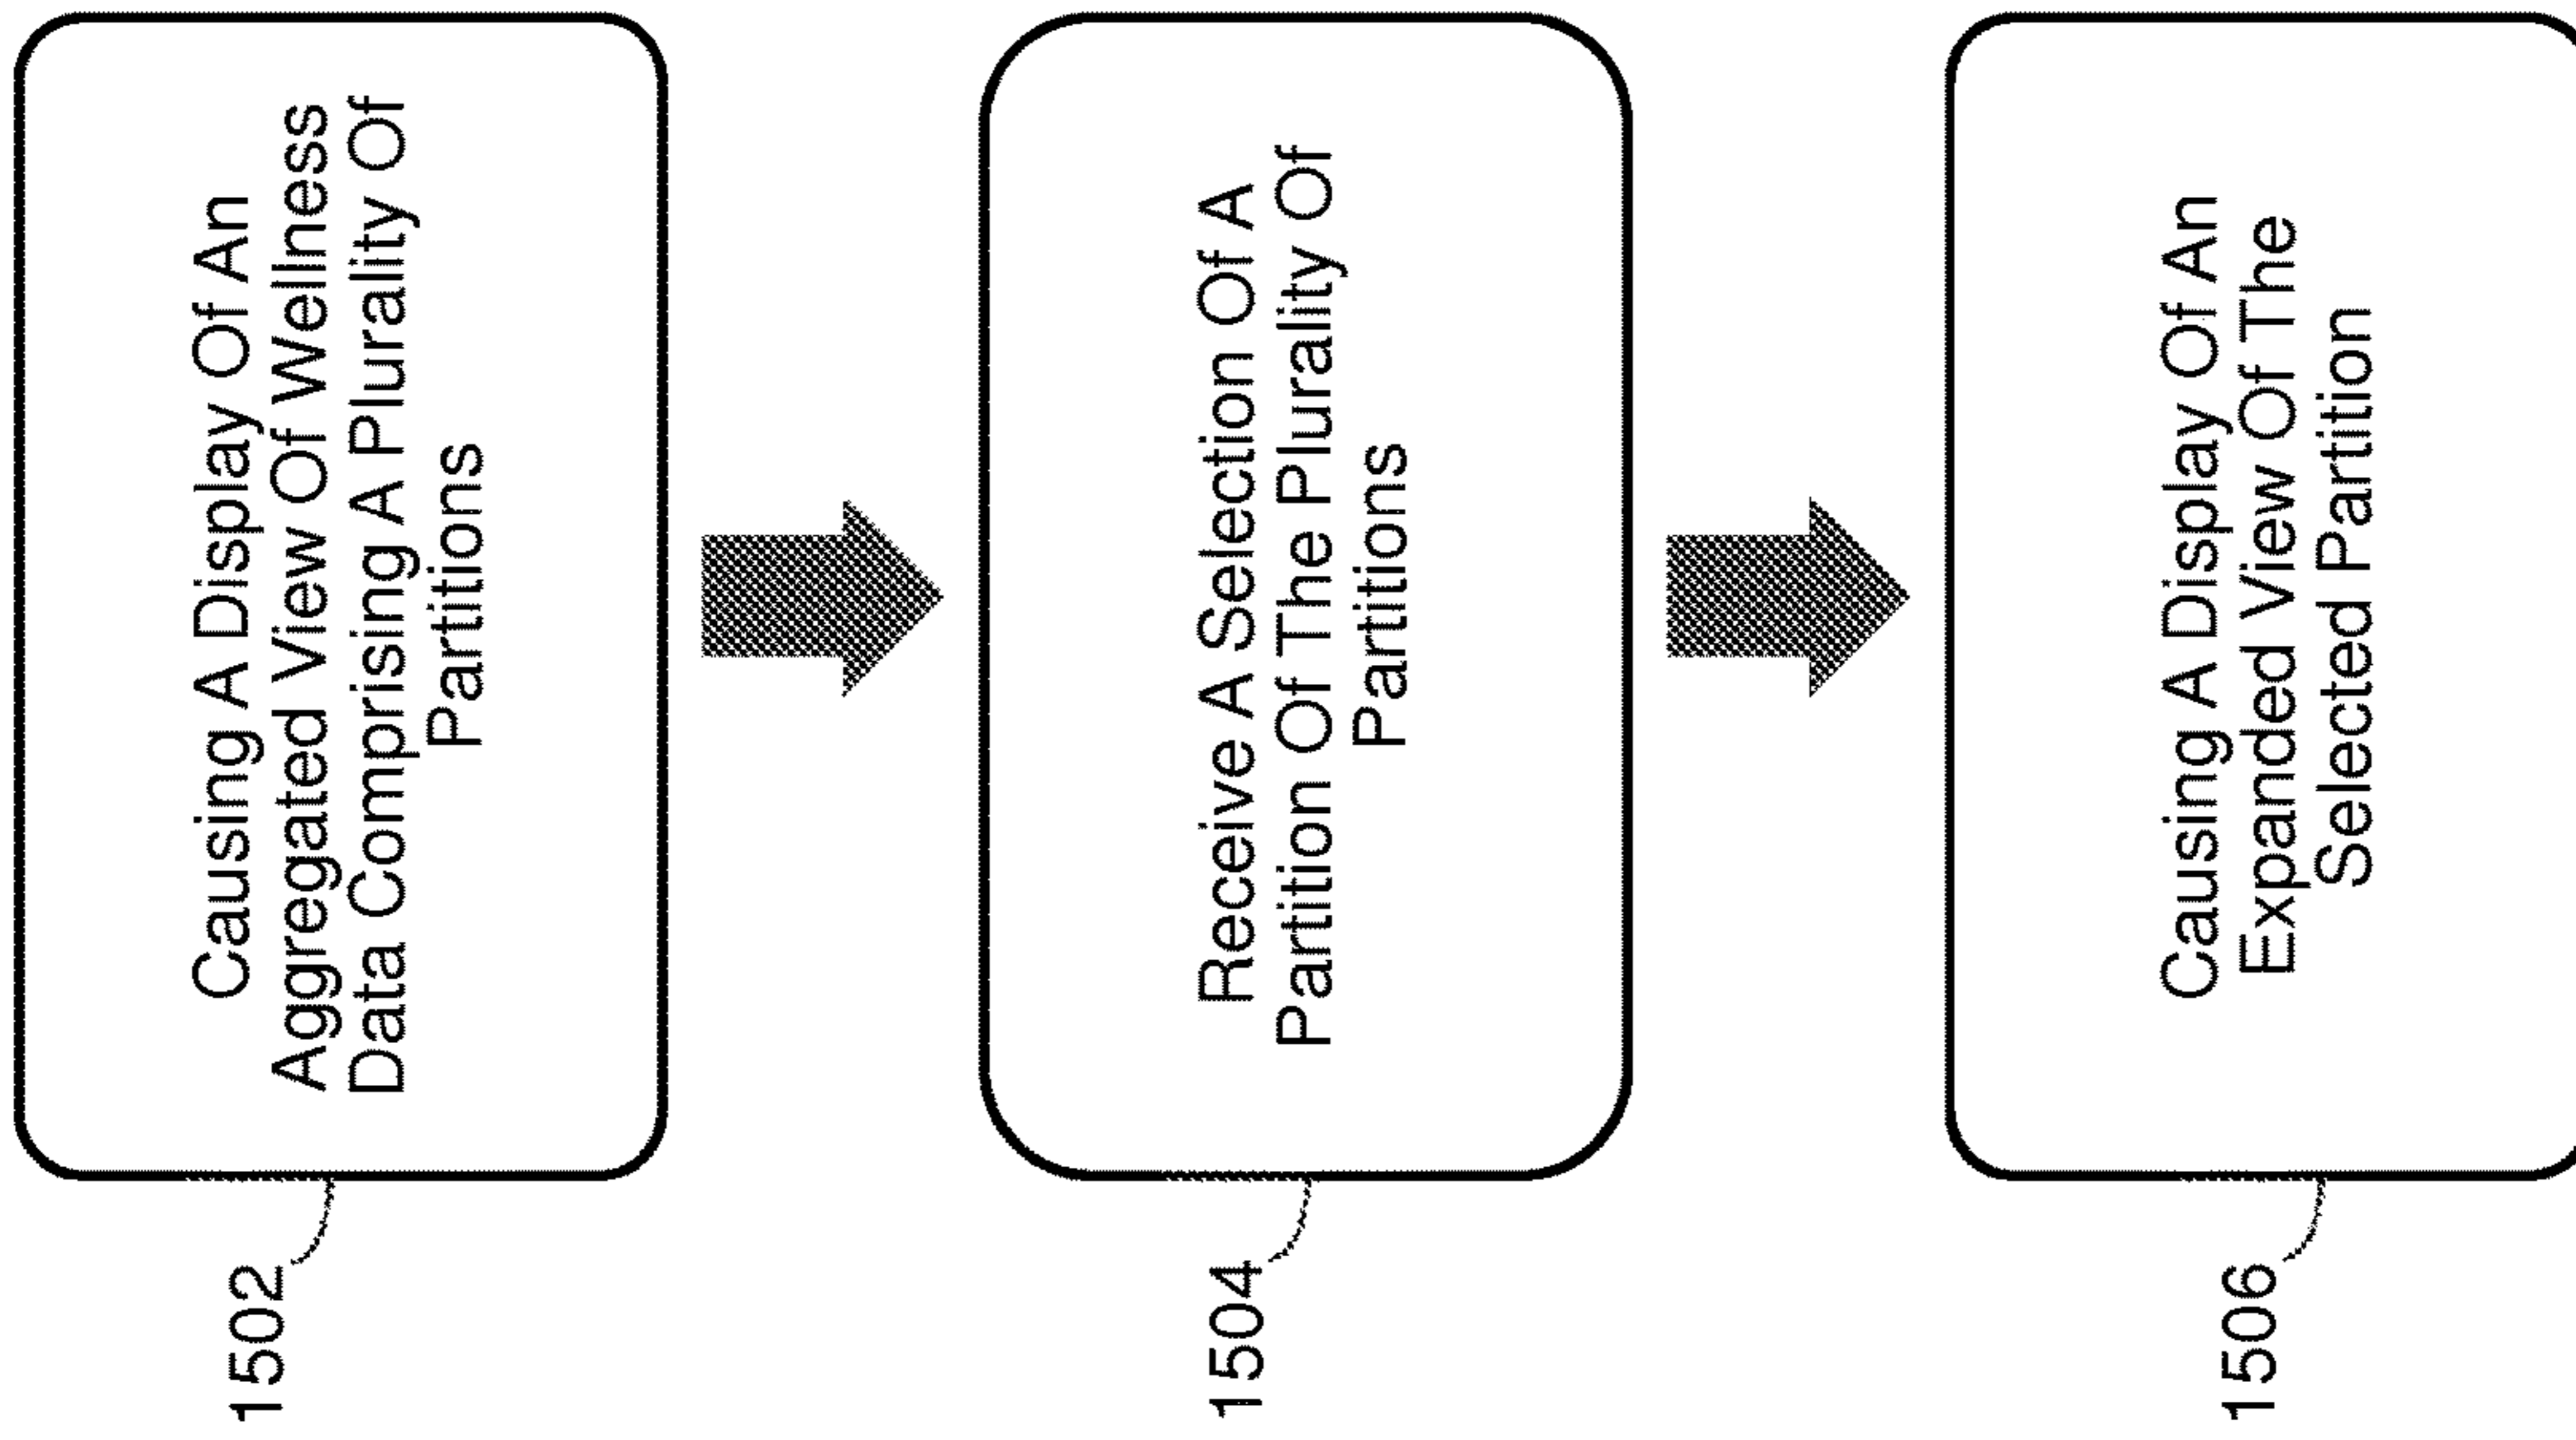 Causing A Display Of An
Aggregated View Of Wellness
Data Comprising A Plurality Of
Partitions
1502
Receive A Selection Of A
Partition Of The Plurality Of
Partitions
1504
Causing A Display Of An
Expanded View Of The
Selected Partition
1506